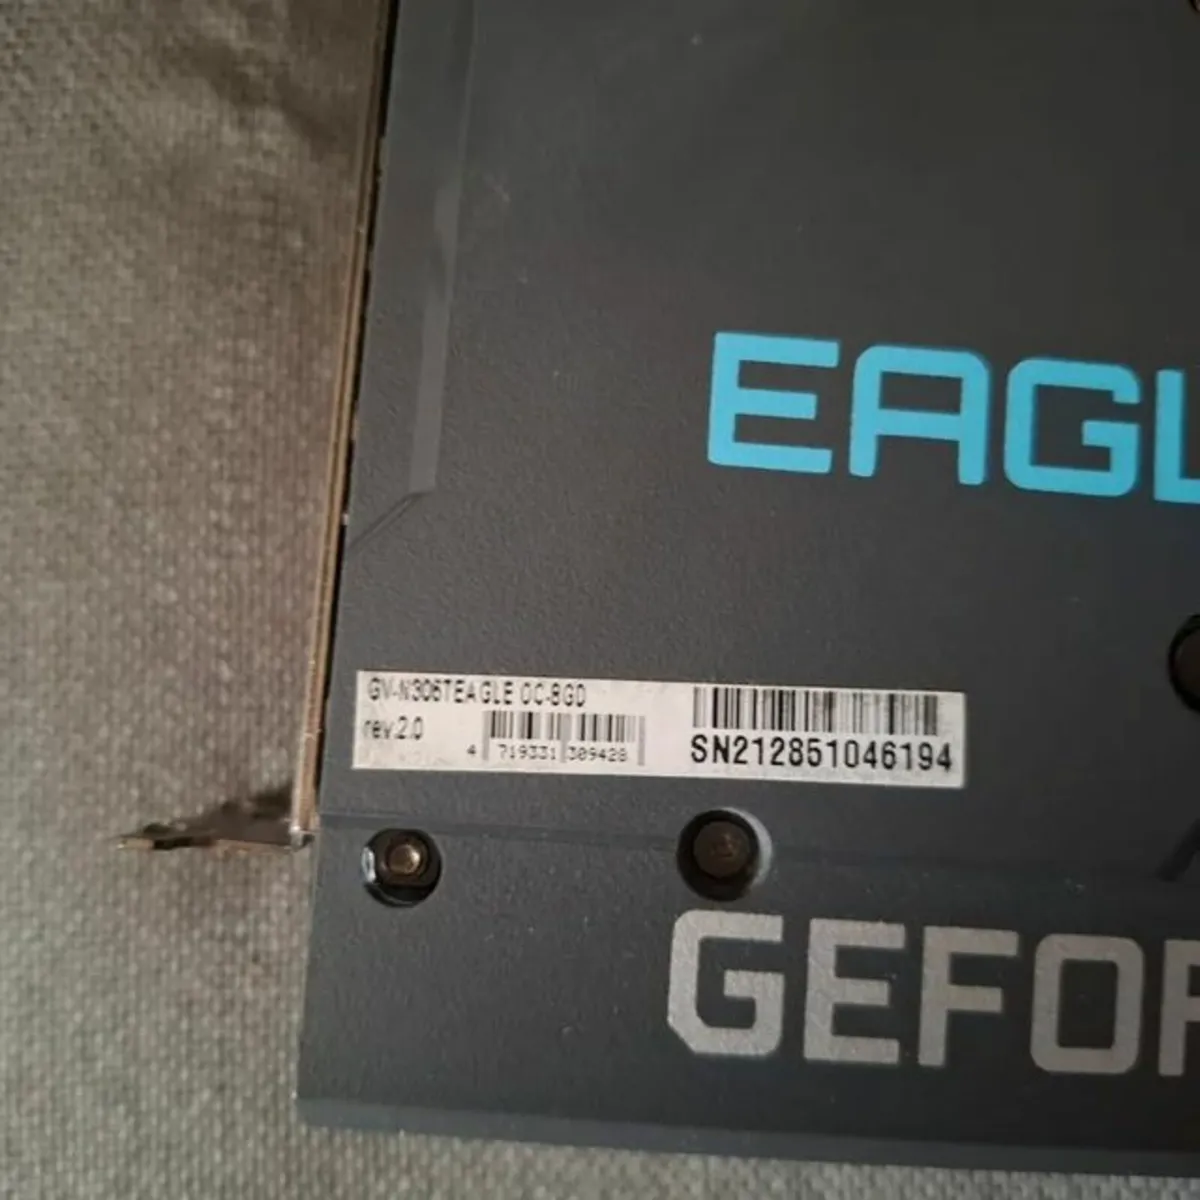 EAGL
GV-N306TEAGLE OC-8GD
rev:2.0
4 719331 309428
SN212851046194
GEFOR